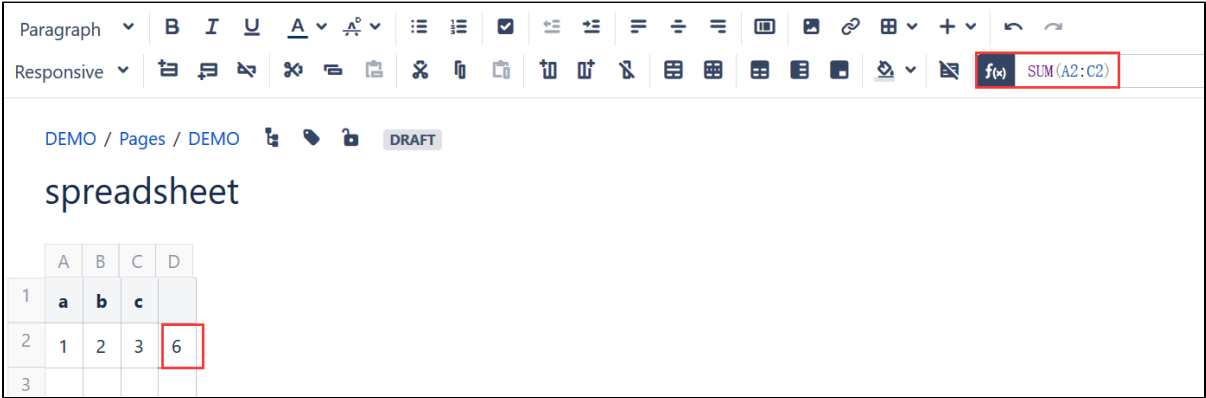 Paragraph B I U A
Responsive f(x) SUM(A2:C2)
DEMO / Pages / DEMO DRAFT
spreadsheet
A B C D
1 a b c
2 1 2 3 6
3